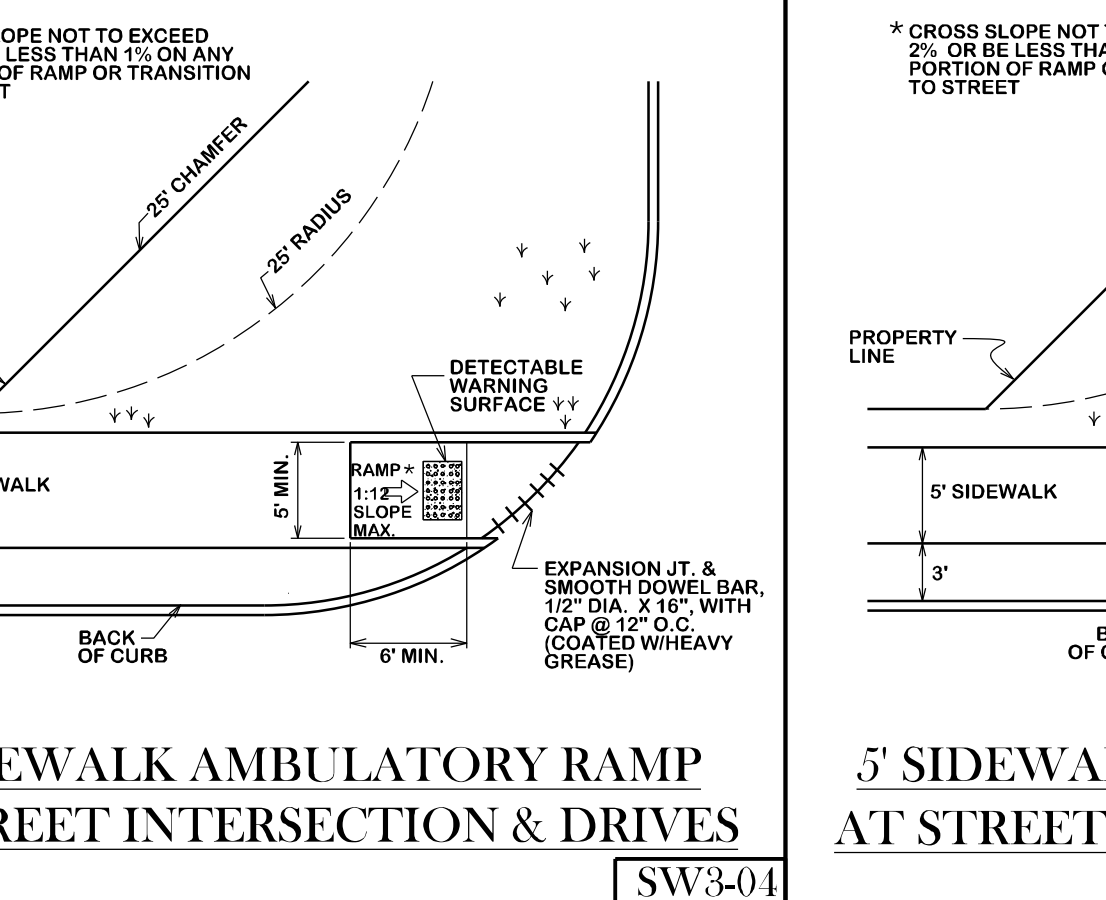 OPE NOT TO EXCEED
LESS THAN 1% ON ANY
OF RAMP OR TRANSITION
T
25' CHAMFER
25' RADIUS
DETECTABLE
WARNING
SURFACE
WALK
5' MIN.
RAMP*
1:12
SLOPE
MAX.
EXPANSION JT. &
SMOOTH DOWEL BAR,
1/2" DIA. X 16", WITH
CAP @ 12" O.C.
(COATED W/HEAVY
GREASE)
BACK
OF CURB
6' MIN.
EWALK AMBULATORY RAMP
REET INTERSECTION & DRIVES
SW3-04
* CROSS SLOPE NOT T
2% OR BE LESS THA
PORTION OF RAMP O
TO STREET
PROPERTY
LINE
5' SIDEWALK
3'
B
OF C
5' SIDEWA
AT STREET